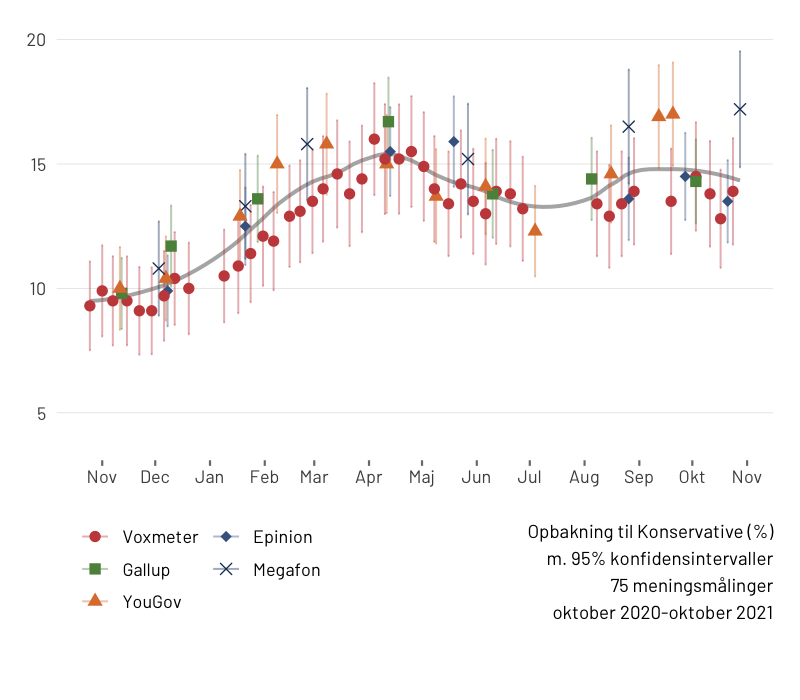 20
15
10
5
Nov Dec Jan Feb Mar Apr Maj Jun Jul Aug Sep Okt Nov
Voxmeter Epinion
Gallup Megafon
YouGov
Opbakning til Konservative (%)
m. 95% konfidensintervaller
75 meningsmålinger
oktober 2020-oktober 2021